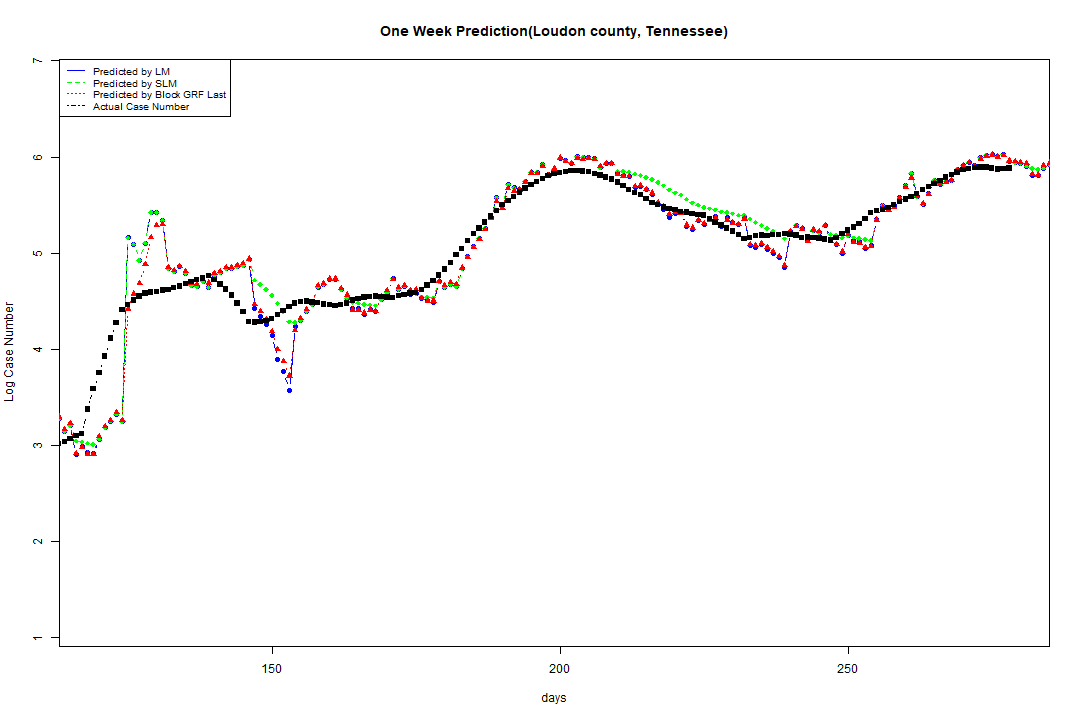 One Week Prediction(Loudon county, Tennessee)
Predicted by LM
Predicted by SLM
Predicted by Block GRF Last
Actual Case Number
7
6
5
4
3
2
1
Log Case Number
150
200
250
days